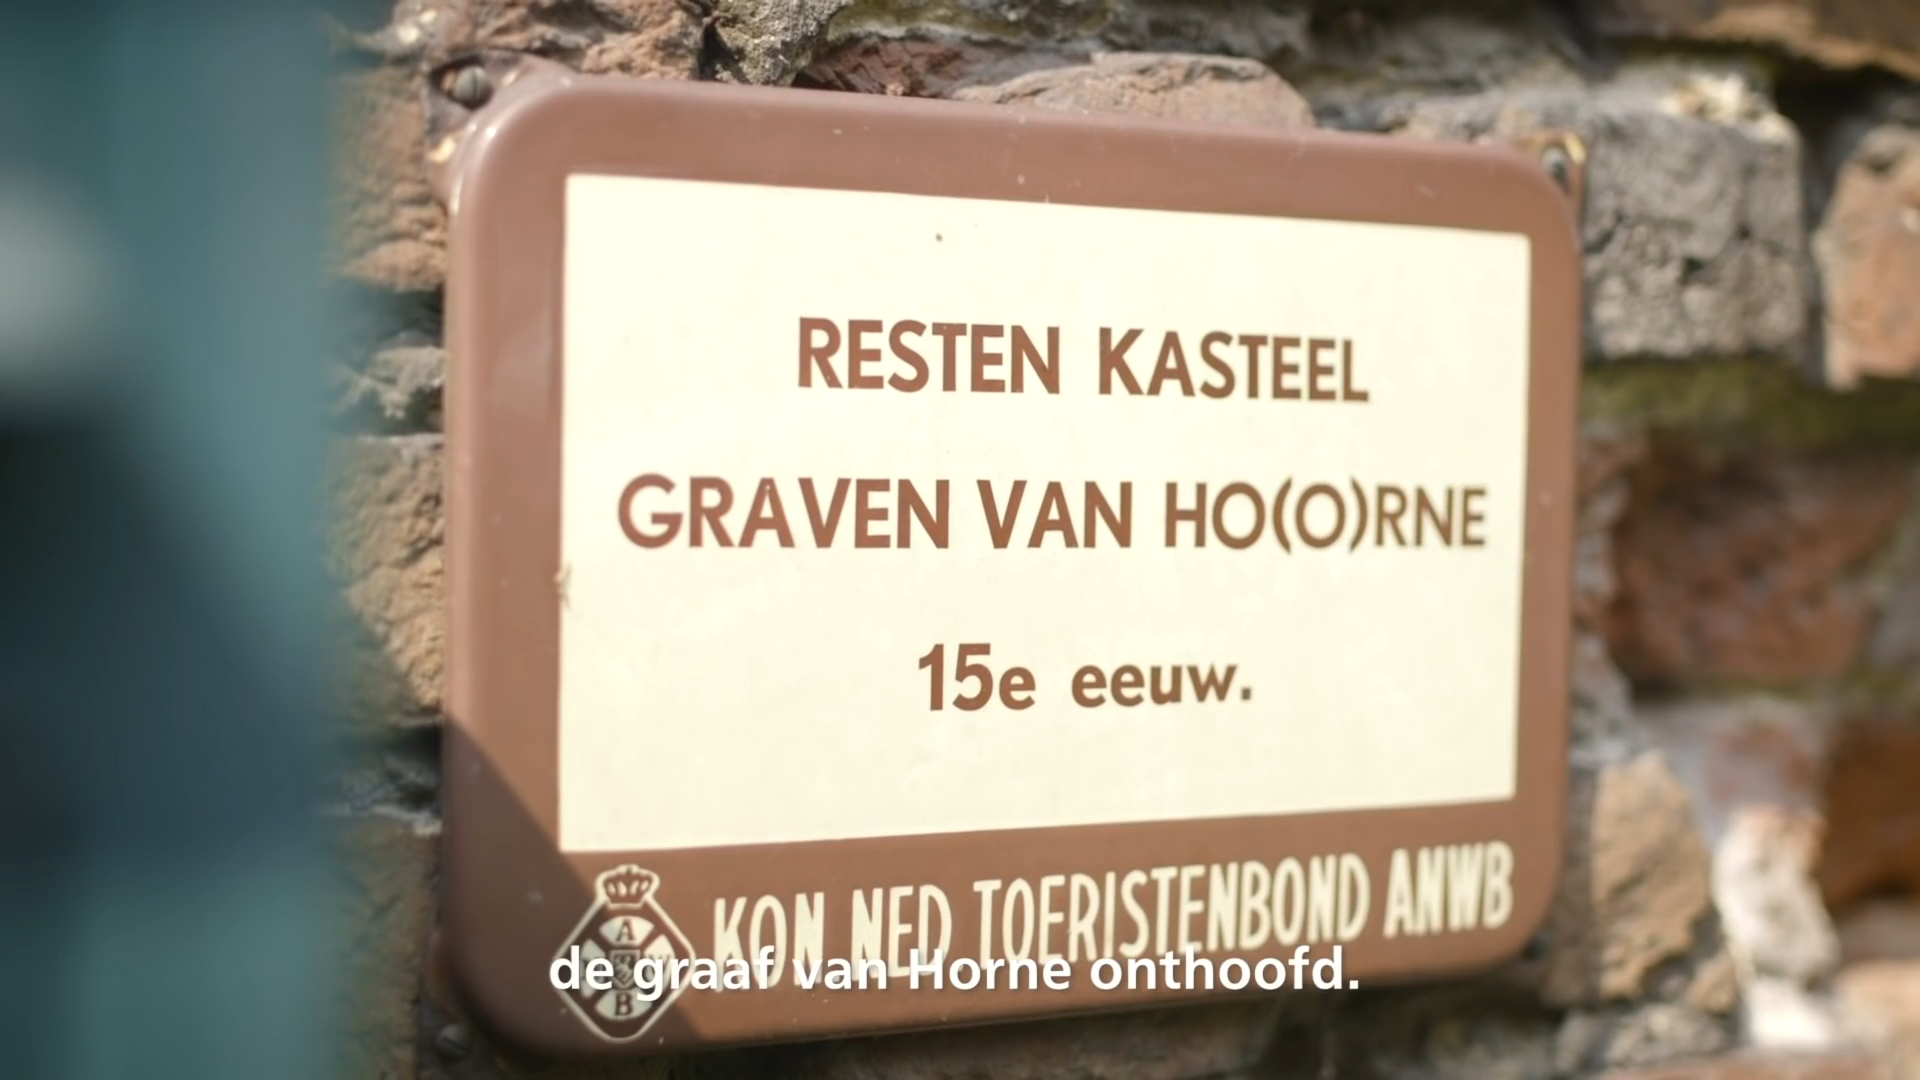 RESTEN KASTEEL
GRAVEN VAN HO(O)RNE
15e eeuw.
KON NED TOERISTENBOND ANWB
A
B
de graaf van Horne onthoofd.